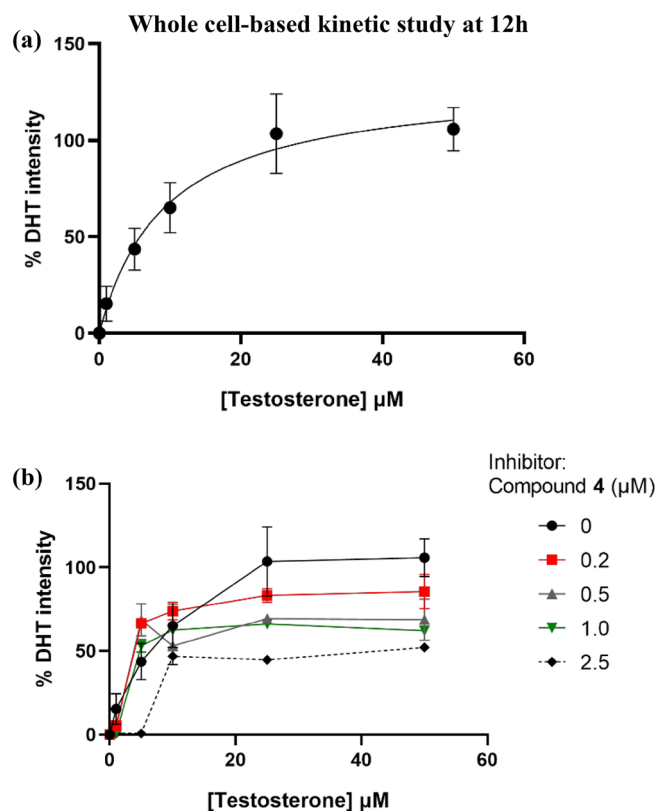 Whole cell-based kinetic study at 12h
(a)
150
100
50
0
% DHT intensity
0 20 40 60
[Testosterone] µM
(b)
150
100
50
0
% DHT intensity
0 20 40 60
[Testosterone] µM
Inhibitor:
Compound 4 (µM)
0
0.2
0.5
1.0
2.5